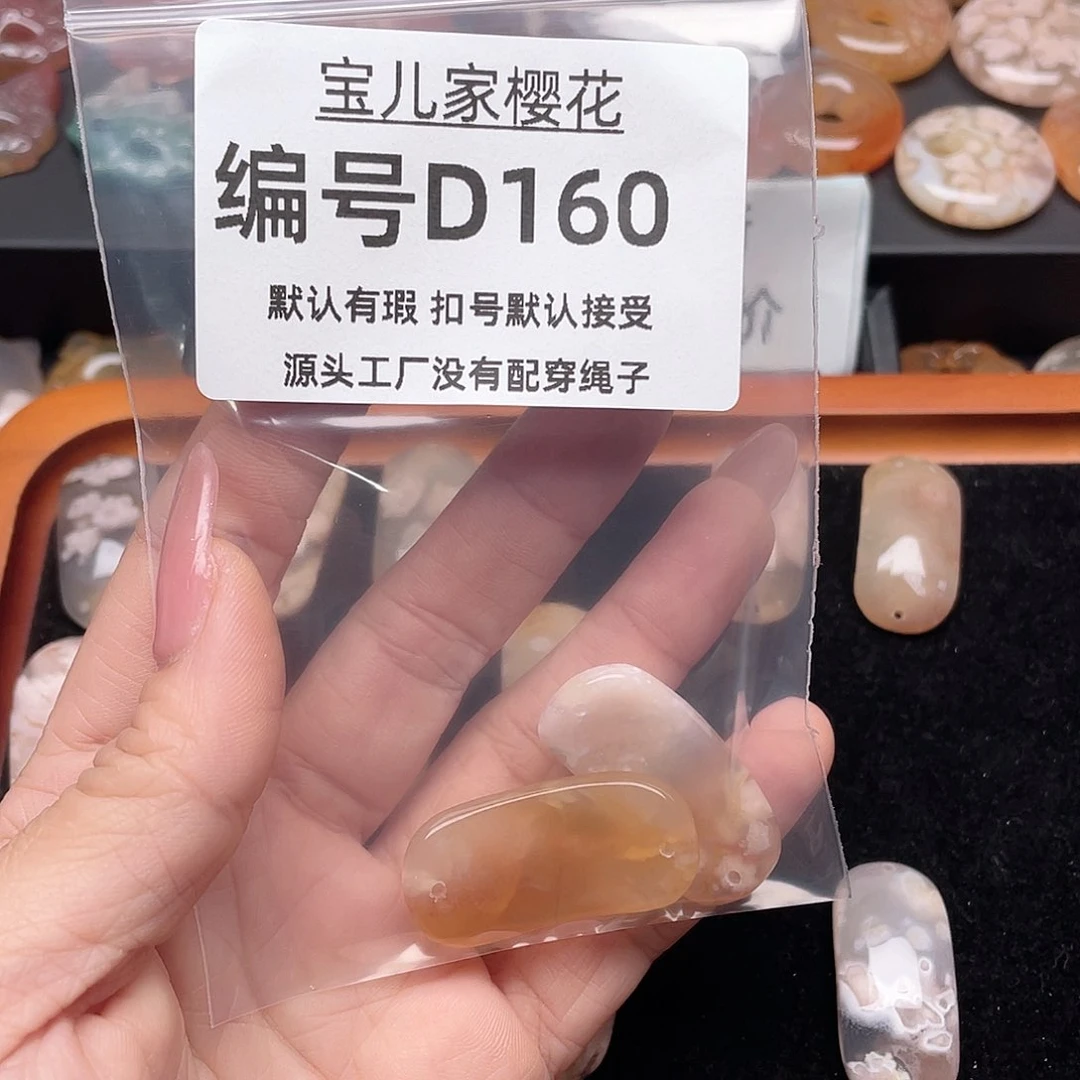 宝儿家樱花
编号D160
默认有瑕 扣号默认接受
源头工厂没有配穿绳子
价